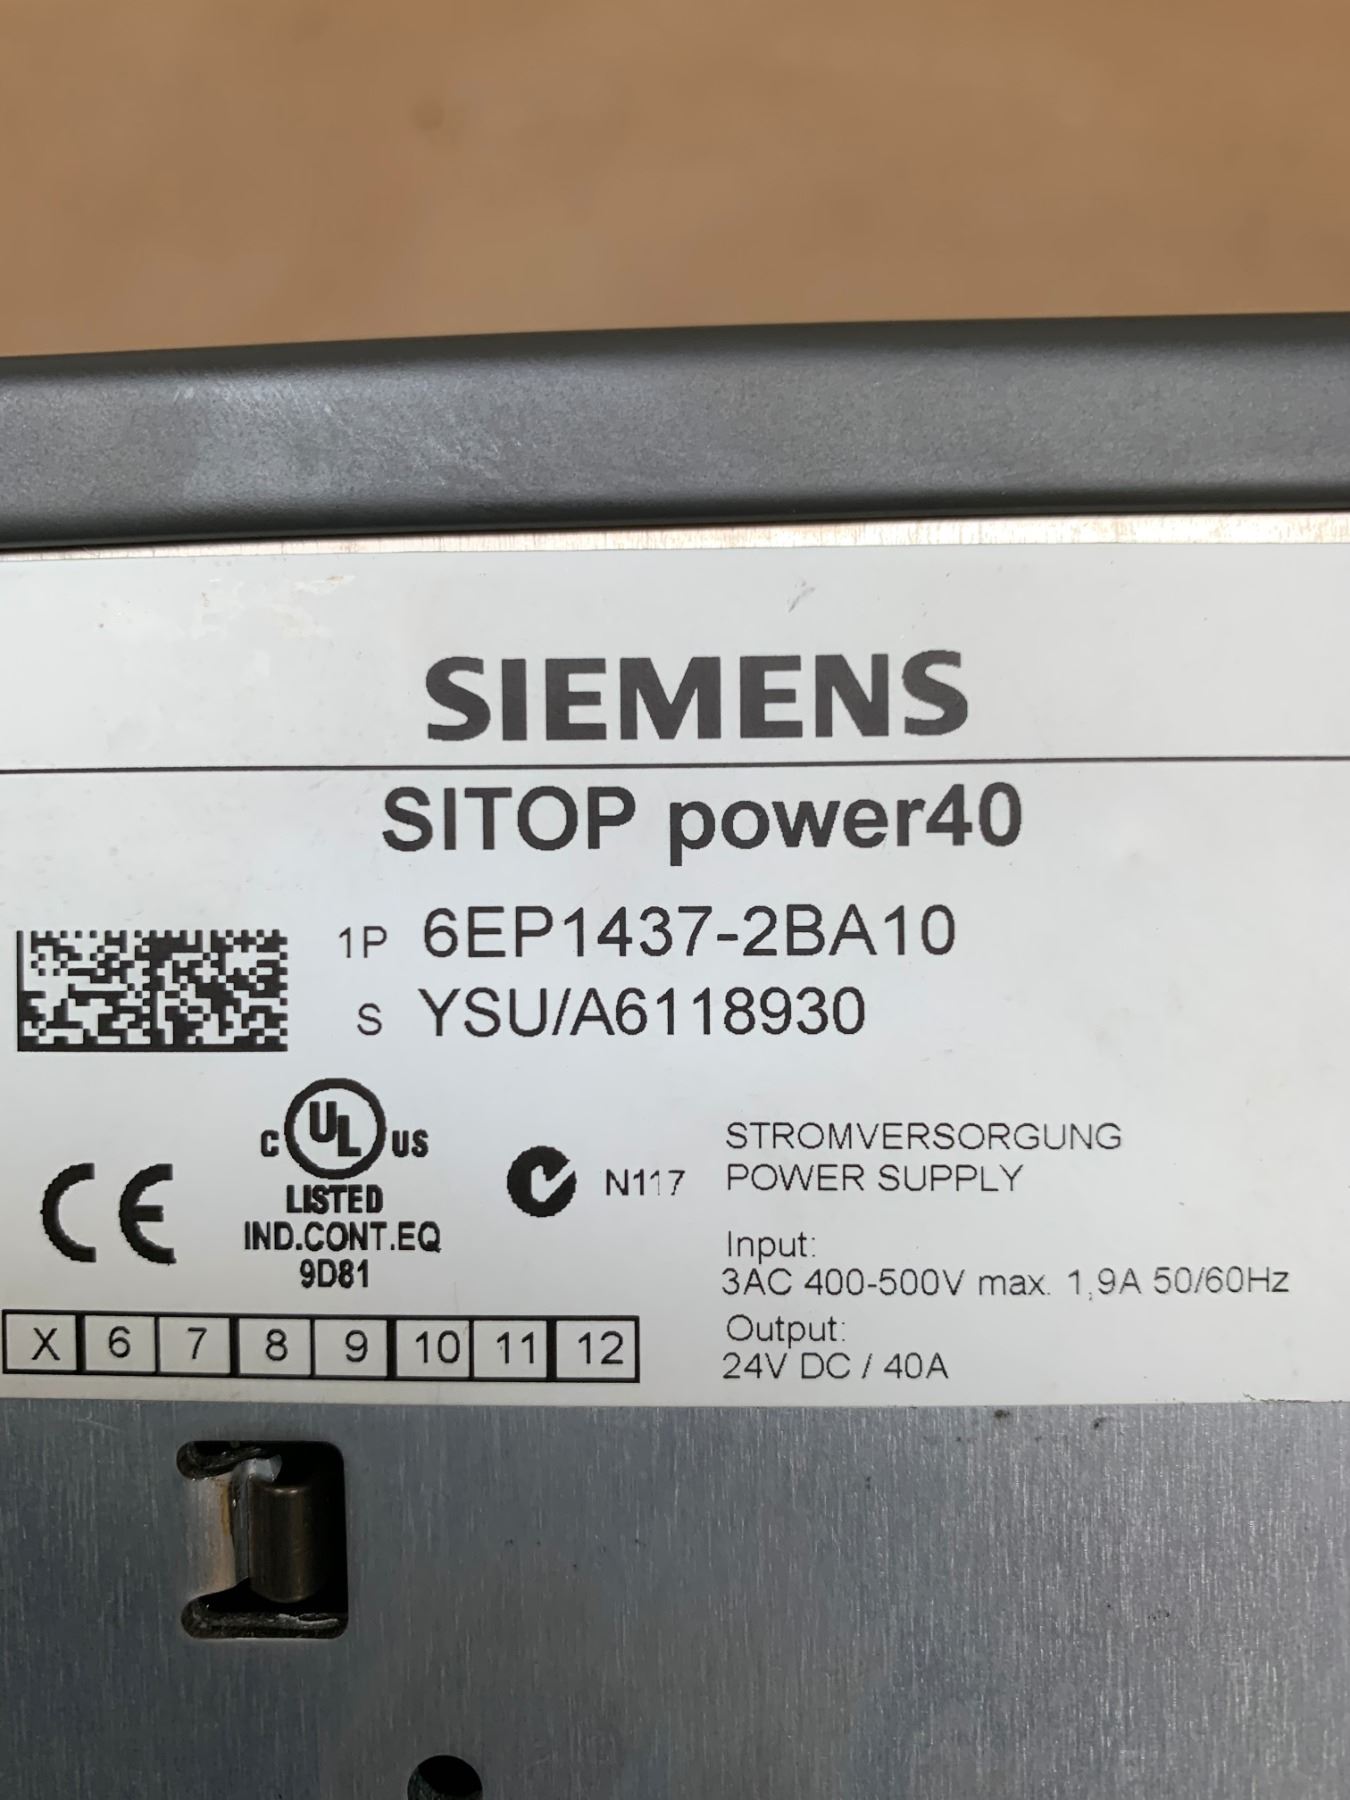 SIEMENS
SITOP power40
1P 6EP1437-2BA10
S YSU/A6118930
C UL US
LISTED
IND.CONT.EQ
9D81
CE
N117
STROMVERSORGUNG
POWER SUPPLY
Input:
3AC 400-500V max. 1,9A 50/60Hz
Output:
24V DC / 40A
X 6 7 8 9 10 11 12